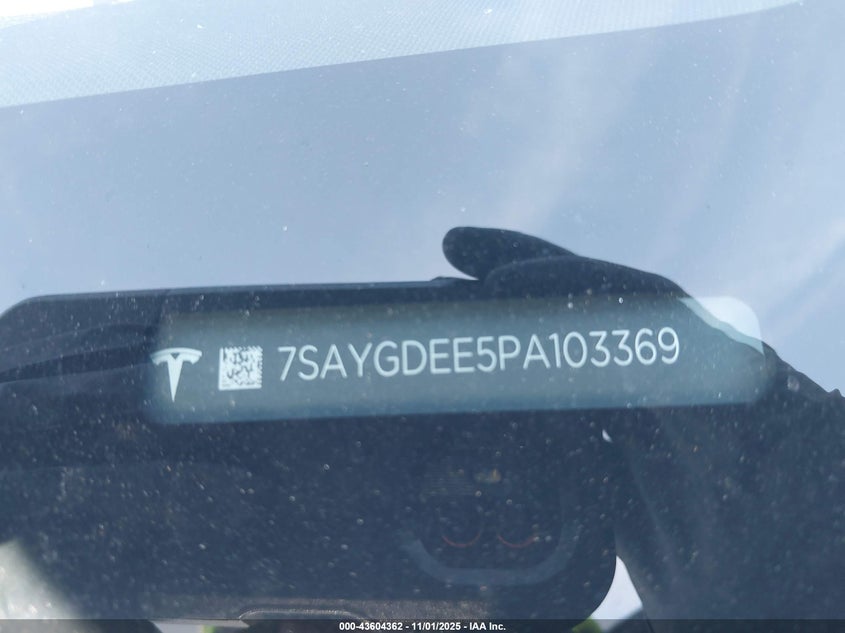 7SAYGDEE5PA103369
000-43604362 - 11/01/2025 - IAA Inc.